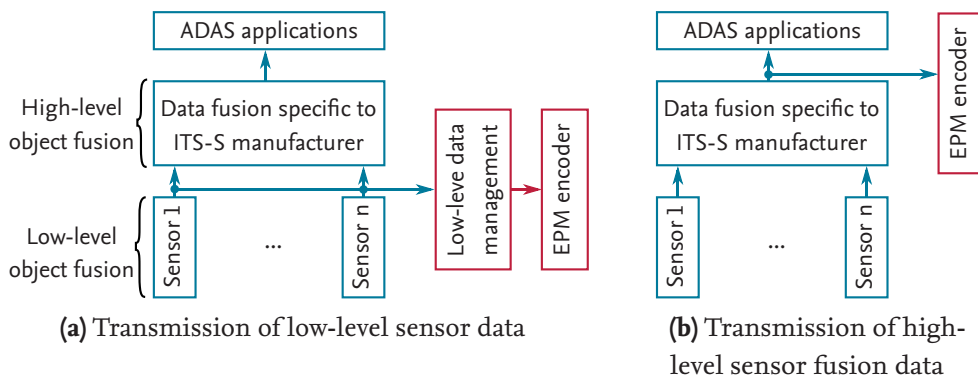 ADAS applications
High-level
object fusion
Data fusion specific to
ITS-S manufacturer
Low-leve data
management
EPM encoder
Low-level
object fusion
Sensor 1
...
Sensor n
(a) Transmission of low-level sensor data
ADAS applications
EPM encoder
Data fusion specific to
ITS-S manufacturer
Sensor 1
...
Sensor n
(b) Transmission of high-
level sensor fusion data